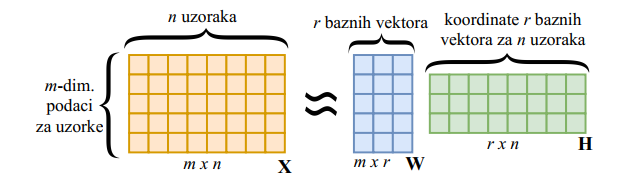 n uzoraka
r baznih vektora
koordinate r baznih
vektora za n uzoraka
m-dim.
podaci
za uzorke
≈
m x n
X
m x r
W
r x n
H